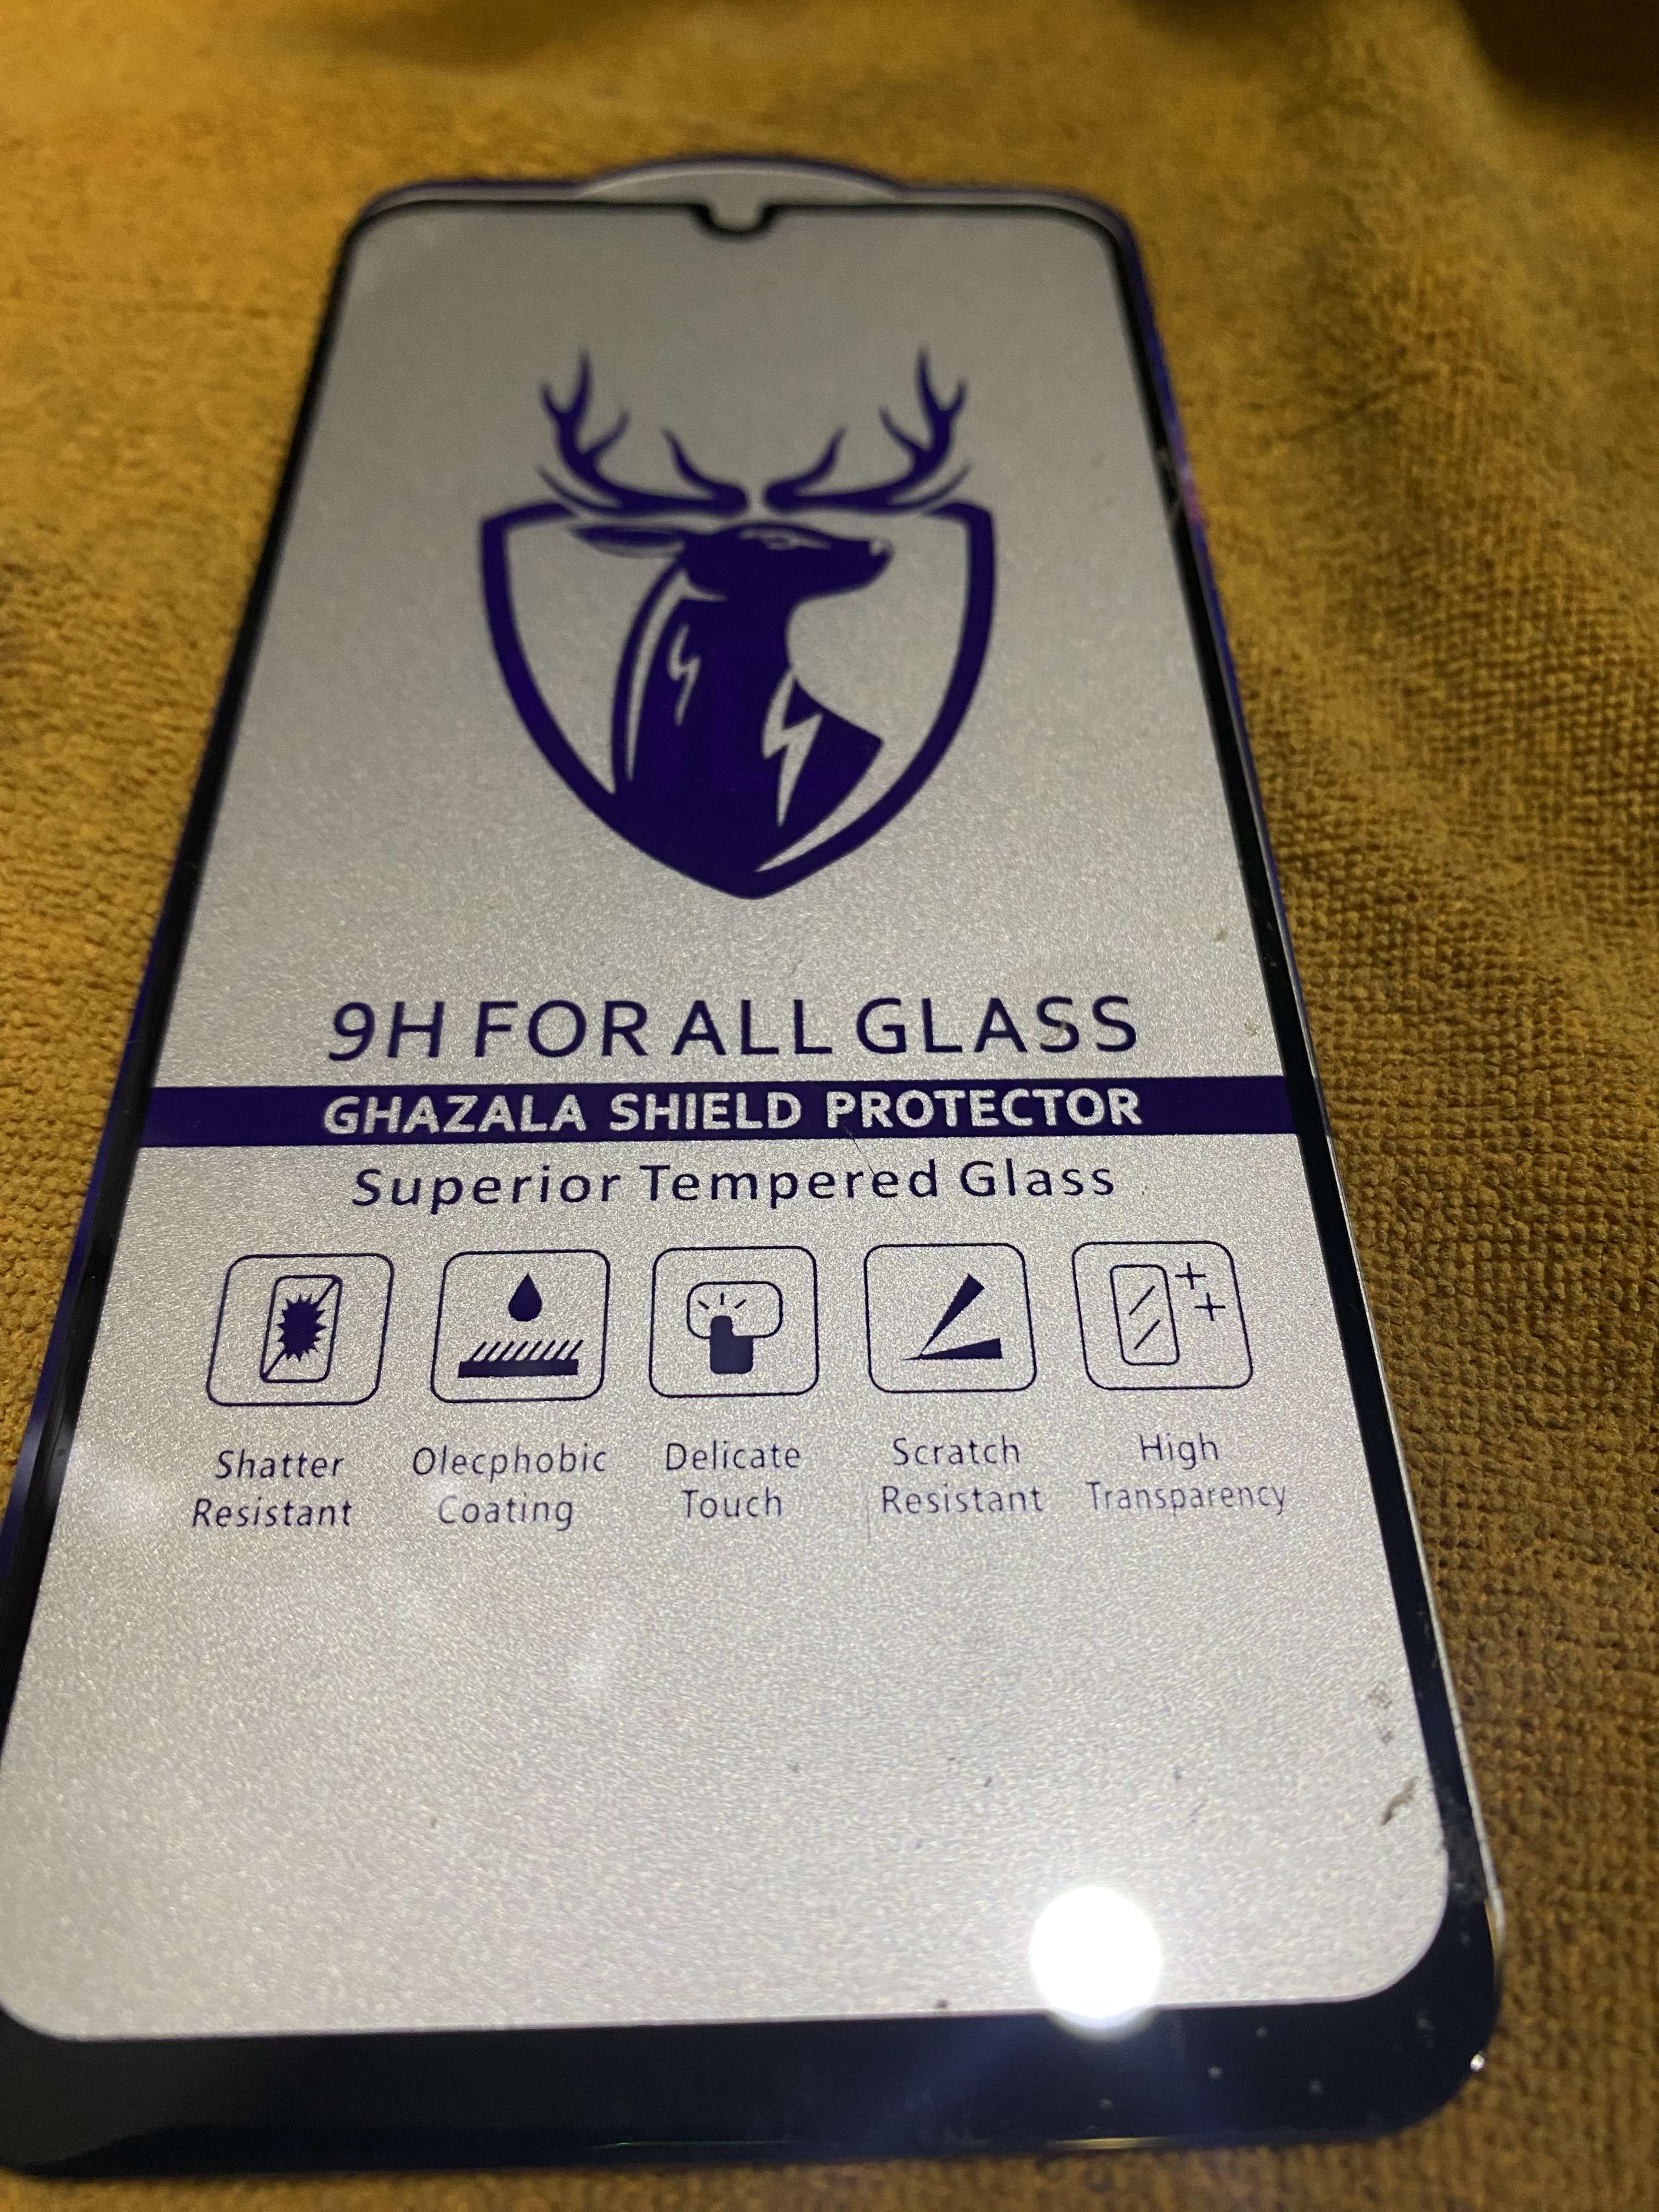 9H FOR ALL GLASS
GHAZALA SHIELD PROTECTOR
Superior Tempered Glass
Shatter
Resistant
Olecphobic
Coating
Delicate
Touch
Scratch
Resistant
High
Transparency